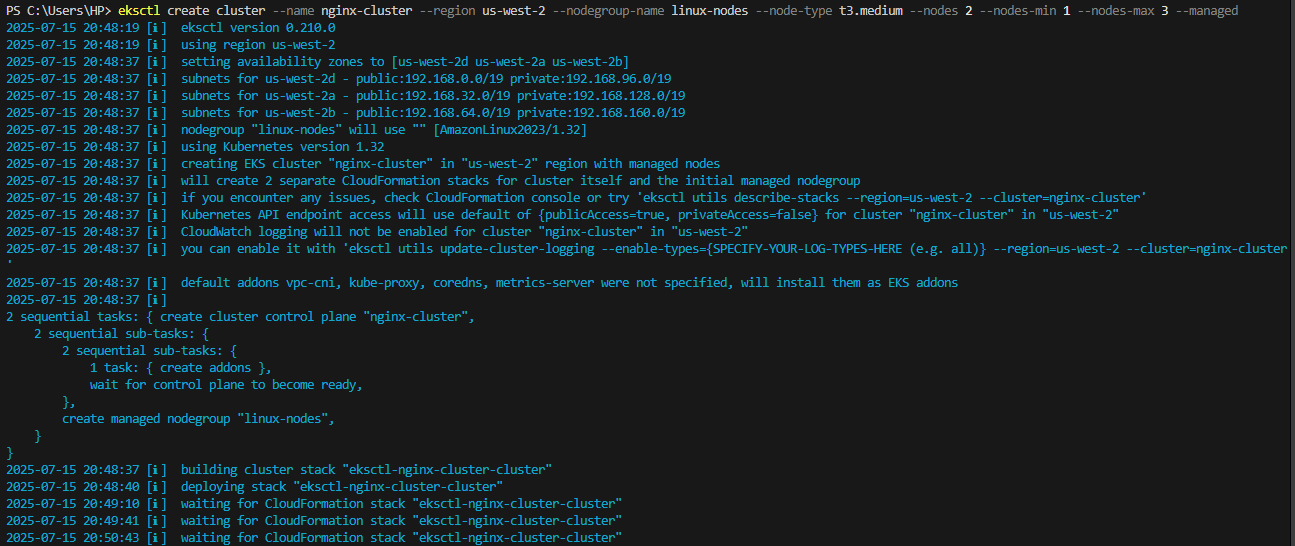 PS C:\Users\HP> eksctl create cluster --name nginx-cluster --region us-west-2 --nodegroup-name linux-nodes --node-type t3.medium --nodes 2 --nodes-min 1 --nodes-max 3 --managed
2025-07-15 20:48:19 [ℹ]  eksctl version 0.210.0
2025-07-15 20:48:19 [ℹ]  using region us-west-2
2025-07-15 20:48:37 [ℹ]  setting availability zones to [us-west-2d us-west-2a us-west-2b]
2025-07-15 20:48:37 [ℹ]  subnets for us-west-2d - public:192.168.0.0/19 private:192.168.96.0/19
2025-07-15 20:48:37 [ℹ]  subnets for us-west-2a - public:192.168.32.0/19 private:192.168.128.0/19
2025-07-15 20:48:37 [ℹ]  subnets for us-west-2b - public:192.168.64.0/19 private:192.168.160.0/19
2025-07-15 20:48:37 [ℹ]  nodegroup "linux-nodes" will use "" [AmazonLinux2023/1.32]
2025-07-15 20:48:37 [ℹ]  using Kubernetes version 1.32
2025-07-15 20:48:37 [ℹ]  creating EKS cluster "nginx-cluster" in "us-west-2" region with managed nodes
2025-07-15 20:48:37 [ℹ]  will create 2 separate CloudFormation stacks for cluster itself and the initial managed nodegroup
2025-07-15 20:48:37 [ℹ]  if you encounter any issues, check CloudFormation console or try 'eksctl utils describe-stacks --region=us-west-2 --cluster=nginx-cluster'
2025-07-15 20:48:37 [ℹ]  Kubernetes API endpoint access will use default of {publicAccess=true, privateAccess=false} for cluster "nginx-cluster" in "us-west-2"
2025-07-15 20:48:37 [ℹ]  CloudWatch logging will not be enabled for cluster "nginx-cluster" in "us-west-2"
2025-07-15 20:48:37 [ℹ]  you can enable it with 'eksctl utils update-cluster-logging --enable-types={SPECIFY-YOUR-LOG-TYPES-HERE (e.g. all)} --region=us-west-2 --cluster=nginx-cluster
'
2025-07-15 20:48:37 [ℹ]  default addons vpc-cni, kube-proxy, coredns, metrics-server were not specified, will install them as EKS addons
2025-07-15 20:48:37 [ℹ]
2 sequential tasks: { create cluster control plane "nginx-cluster",
    2 sequential sub-tasks: {
        2 sequential sub-tasks: {
            1 task: { create addons },
            wait for control plane to become ready,
        },
        create managed nodegroup "linux-nodes",
    }
}
2025-07-15 20:48:37 [ℹ]  building cluster stack "eksctl-nginx-cluster-cluster"
2025-07-15 20:48:40 [ℹ]  deploying stack "eksctl-nginx-cluster-cluster"
2025-07-15 20:49:10 [ℹ]  waiting for CloudFormation stack "eksctl-nginx-cluster-cluster"
2025-07-15 20:49:41 [ℹ]  waiting for CloudFormation stack "eksctl-nginx-cluster-cluster"
2025-07-15 20:50:43 [ℹ]  waiting for CloudFormation stack "eksctl-nginx-cluster-cluster"